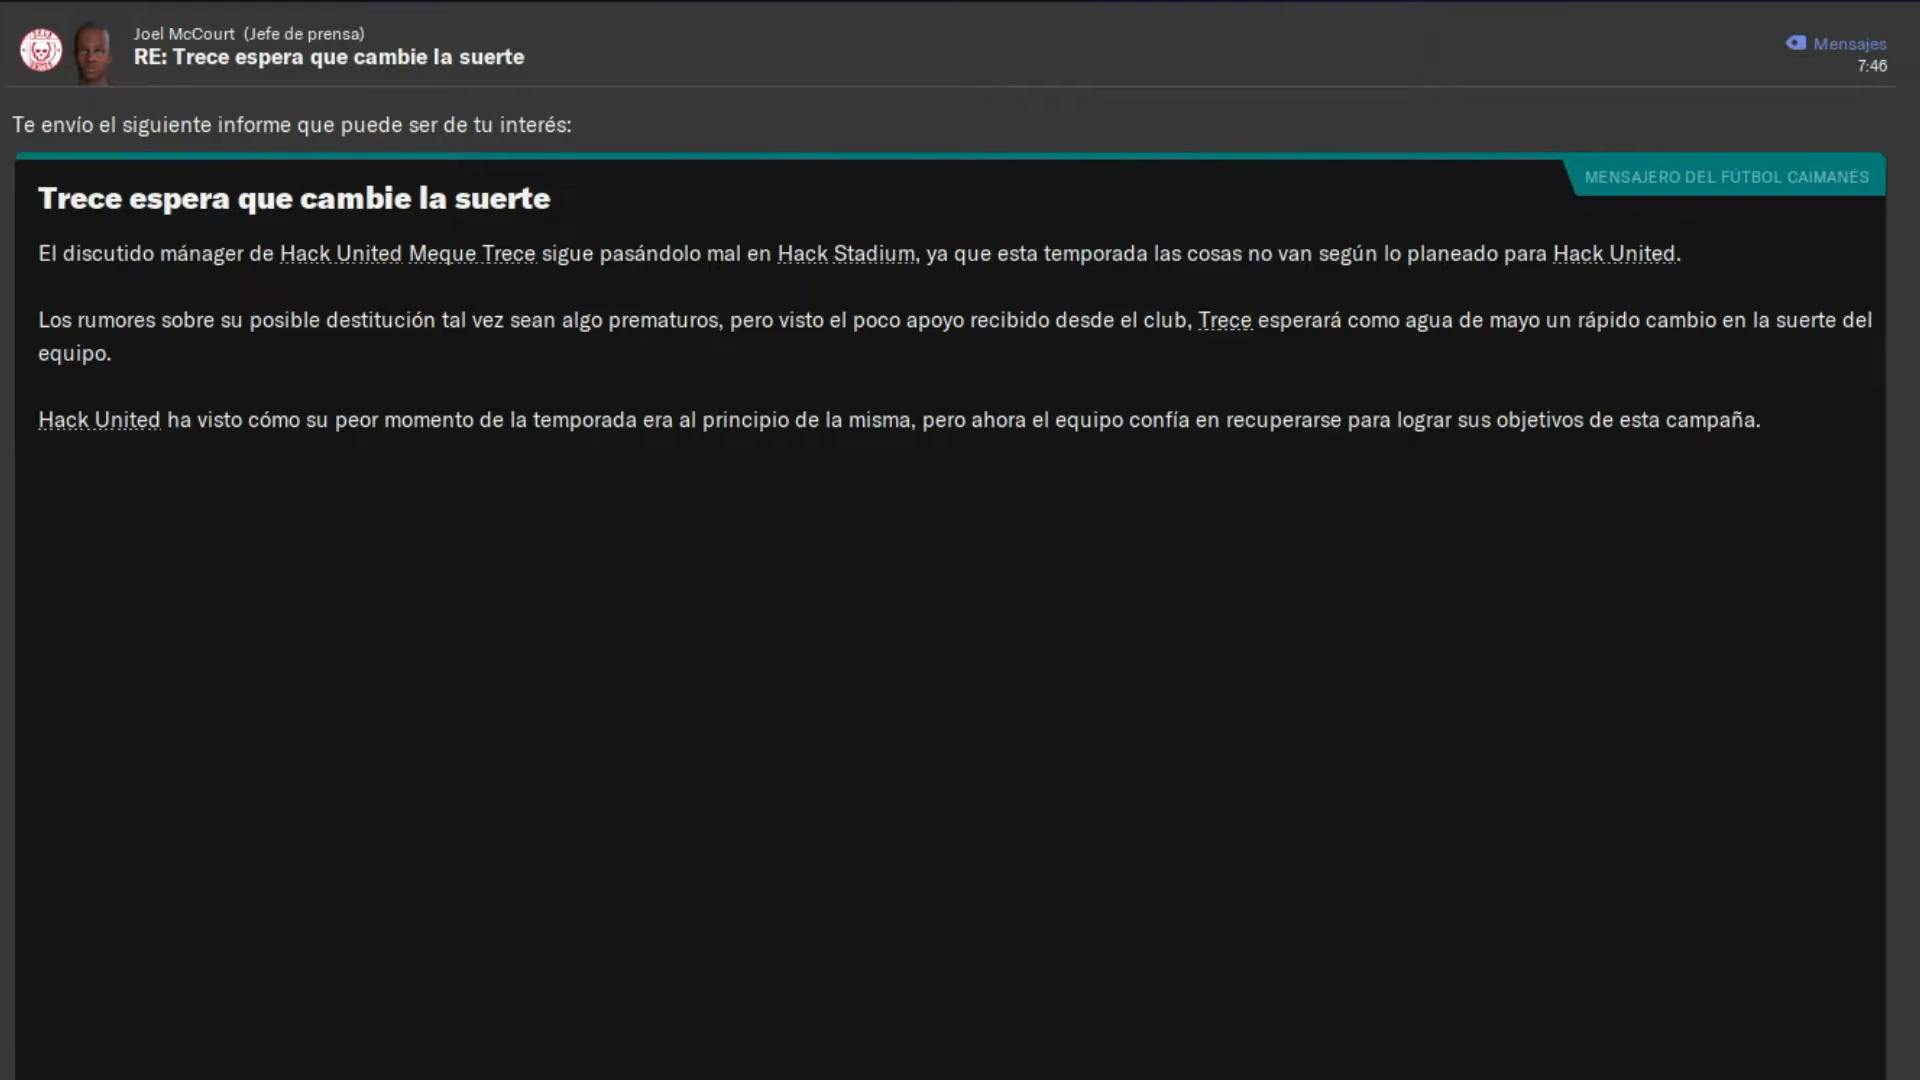 Joel McCourt (Jefe de prensa)
RE: Trece espera que cambie la suerte
Mensajes
7:46
Te envío el siguiente informe que puede ser de tu interés:
MENSAJERO DEL FÚTBOL CAIMANÉS
Trece espera que cambie la suerte
El discutido mánager de Hack United Meque Trece sigue pasándolo mal en Hack Stadium, ya que esta temporada las cosas no van según lo planeado para Hack United.
Los rumores sobre su posible destitución tal vez sean algo prematuros, pero visto el poco apoyo recibido desde el club, Trece esperará como agua de mayo un rápido cambio en la suerte del
equipo.
Hack United ha visto cómo su peor momento de la temporada era al principio de la misma, pero ahora el equipo confía en recuperarse para lograr sus objetivos de esta campaña.